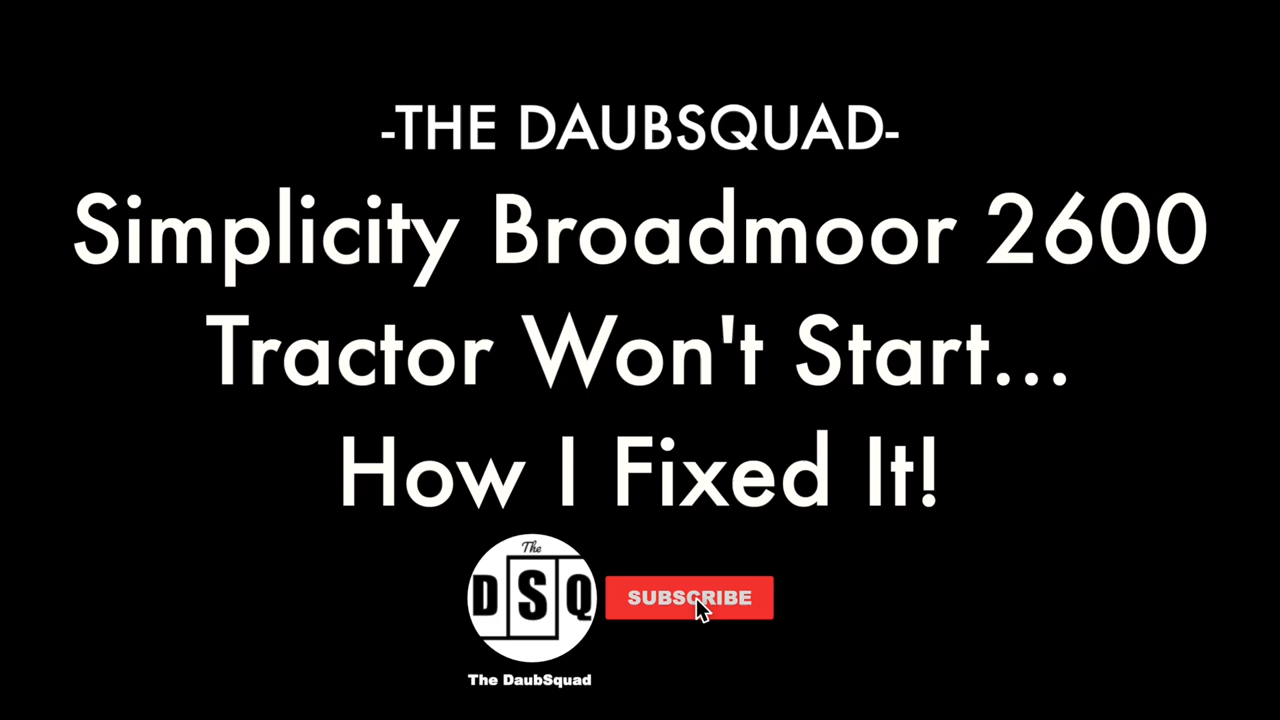 -THE DAUBSQUAD-
Simplicity Broadmoor 2600
Tractor Won't Start...
How I Fixed It!
The
DSQ
SUBSCRIBE
The DaubSquad